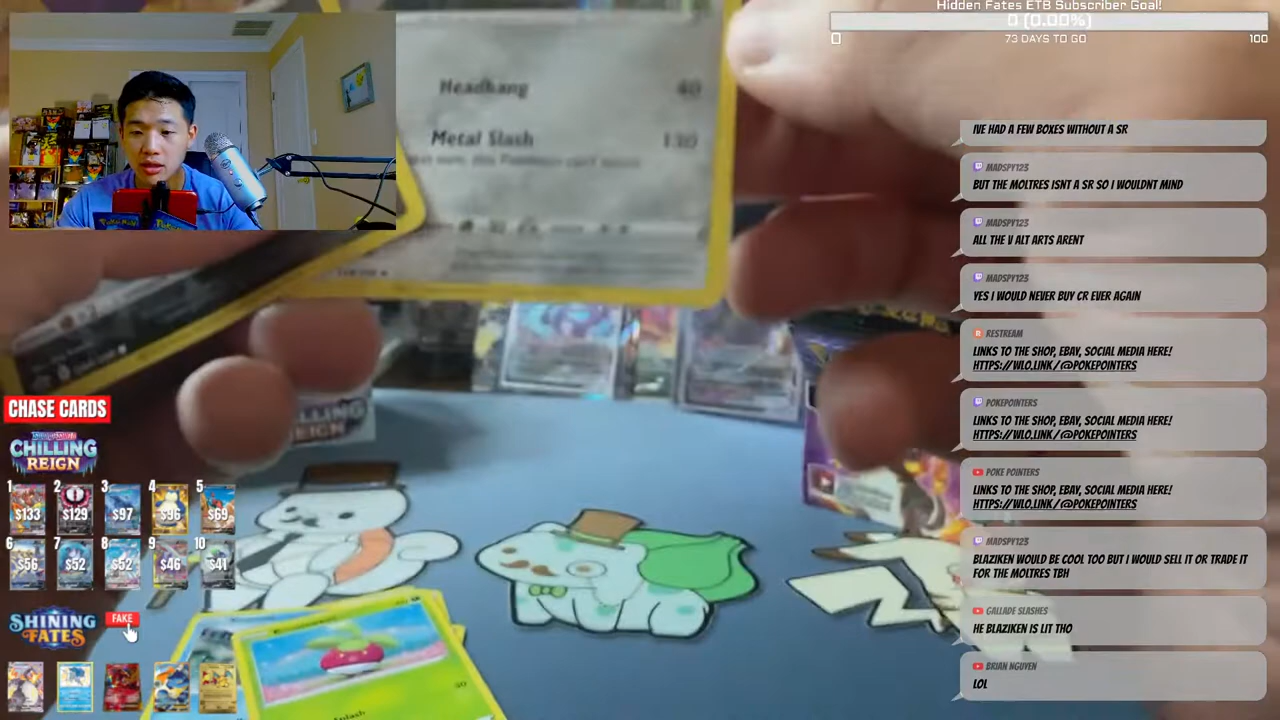 Hidden Fates ETB Subscriber Goal!
0 (0.00%)
0 73 DAYS TO GO 100
Headbang 40
Metal Slash 130
IVE HAD A FEW BOXES WITHOUT A SR
MADSPY123
BUT THE MOLTRES ISNT A SR SO I WOULDNT MIND
MADSPY123
ALL THE V ALT ARTS ARENT
MADSPY123
YES I WOULD NEVER BUY CR EVER AGAIN
RESTREAM
LINKS TO THE SHOP, EBAY, SOCIAL MEDIA HERE!
HTTPS://WLO.LINK/@POKEPOINTERS
POKEPOINTERS
LINKS TO THE SHOP, EBAY, SOCIAL MEDIA HERE!
HTTPS://WLO.LINK/@POKEPOINTERS
POKE POINTERS
LINKS TO THE SHOP, EBAY, SOCIAL MEDIA HERE!
HTTPS://WLO.LINK/@POKEPOINTERS
MADSPY123
BLAZIKEN WOULD BE COOL TOO BUT I WOULD SELL IT OR TRADE IT
FOR THE MOLTRES TBH
GALLADE SLASHES
HE BLAZIKEN IS LIT THO
BRIAN NGUYEN
LOL
CHASE CARDS
CHILLING
REIGN
1 2 3 4 5
$133 $129 $97 $96 $69
6 7 8 9 10
$56 $52 $52 $46 $41
SHINING
FATES
FAKE
CHILLING
REIGN
Splash